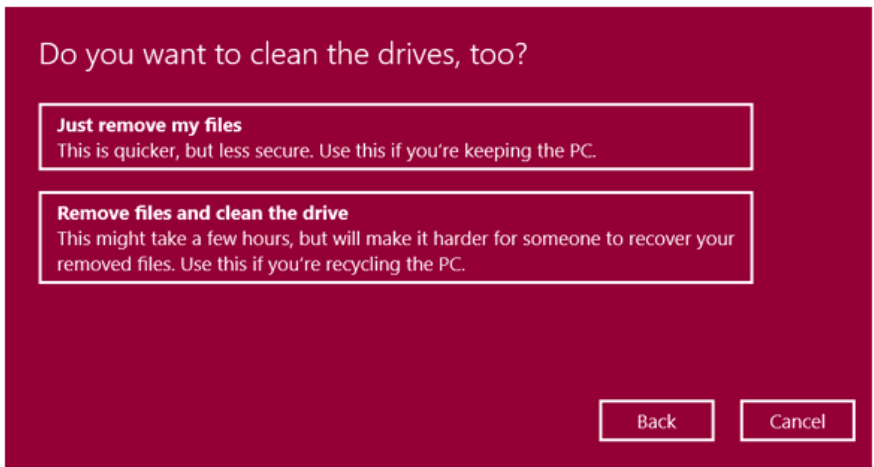 Do you want to clean the drives, too?
Just remove my files
This is quicker, but less secure. Use this if you're keeping the PC.
Remove files and clean the drive
This might take a few hours, but will make it harder for someone to recover your
removed files. Use this if you're recycling the PC.
Back
Cancel